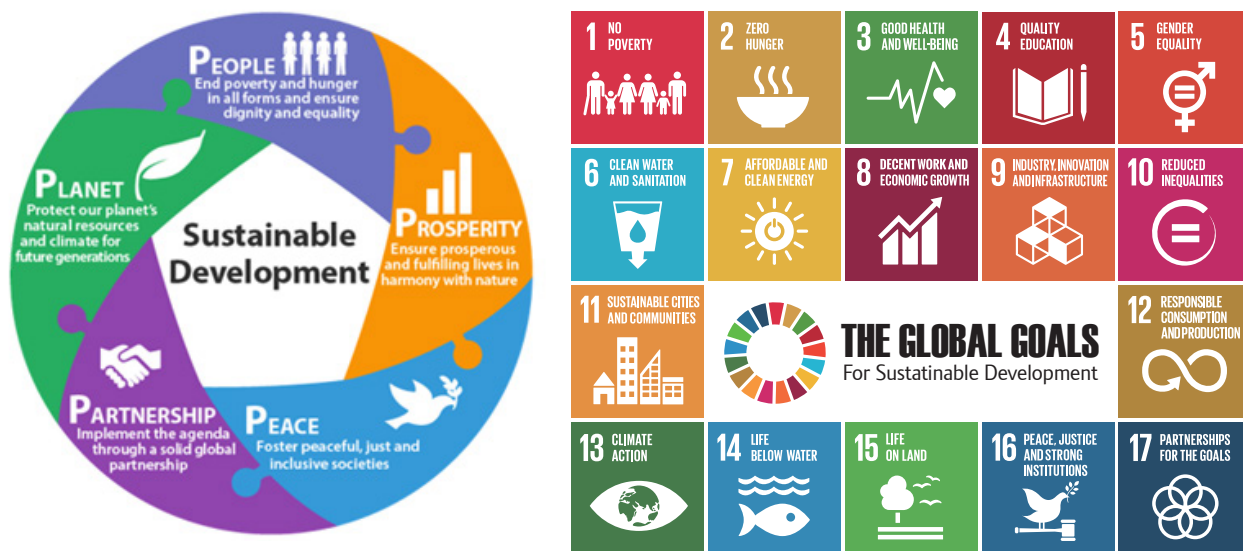 PEOPLE
End poverty and hunger
in all forms and ensure
dignity and equality
PLANET
Protect our planet's
natural resources
and climate for
future generations
Sustainable
Development
PROSPERITY
Ensure prosperous
and fulfilling lives in
harmony with nature
PARTNERSHIP
Implement the agenda
through a solid global
partnership
PEACE
Foster peaceful, just and
inclusive societies
1 NO
POVERTY
2 ZERO
HUNGER
3 GOOD HEALTH
AND WELL-BEING
4 QUALITY
EDUCATION
5 GENDER
EQUALITY
6 CLEAN WATER
AND SANITATION
7 AFFORDABLE AND
CLEAN ENERGY
8 DECENT WORK AND
ECONOMIC GROWTH
9 INDUSTRY, INNOVATION
AND INFRASTRUCTURE
10 REDUCED
INEQUALITIES
11 SUSTAINABLE CITIES
AND COMMUNITIES
THE GLOBAL GOALS
For Sustatinable Development
12 RESPONSIBLE
CONSUMPTION
AND PRODUCTION
13 CLIMATE
ACTION
14 LIFE
BELOW WATER
15 LIFE
ON LAND
16 PEACE, JUSTICE
AND STRONG
INSTITUTIONS
17 PARTNERSHIPS
FOR THE GOALS